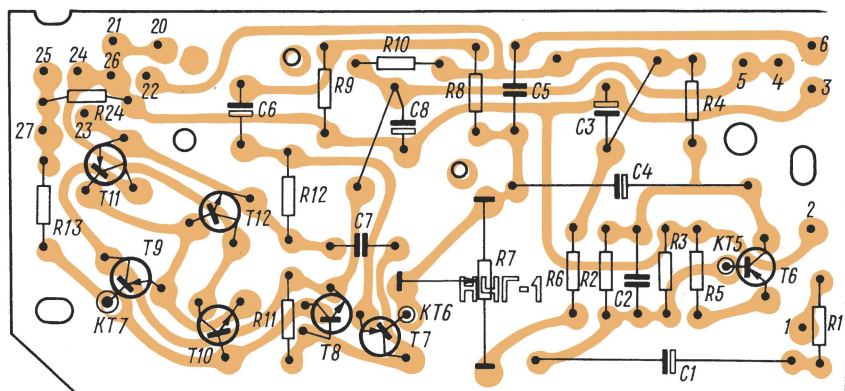 21 20
25 24 26 22
R10
6
5 4 3
R9 R8 C5 R4
R24 C6 C8 C3
27 23
T11
C4
R13 T12 R12
2
T9 C7 R7 R6 R2 R3 KT5 T6
C2 R5
KT7 R11 KT6
T10 T8 T7
1 R1
C1